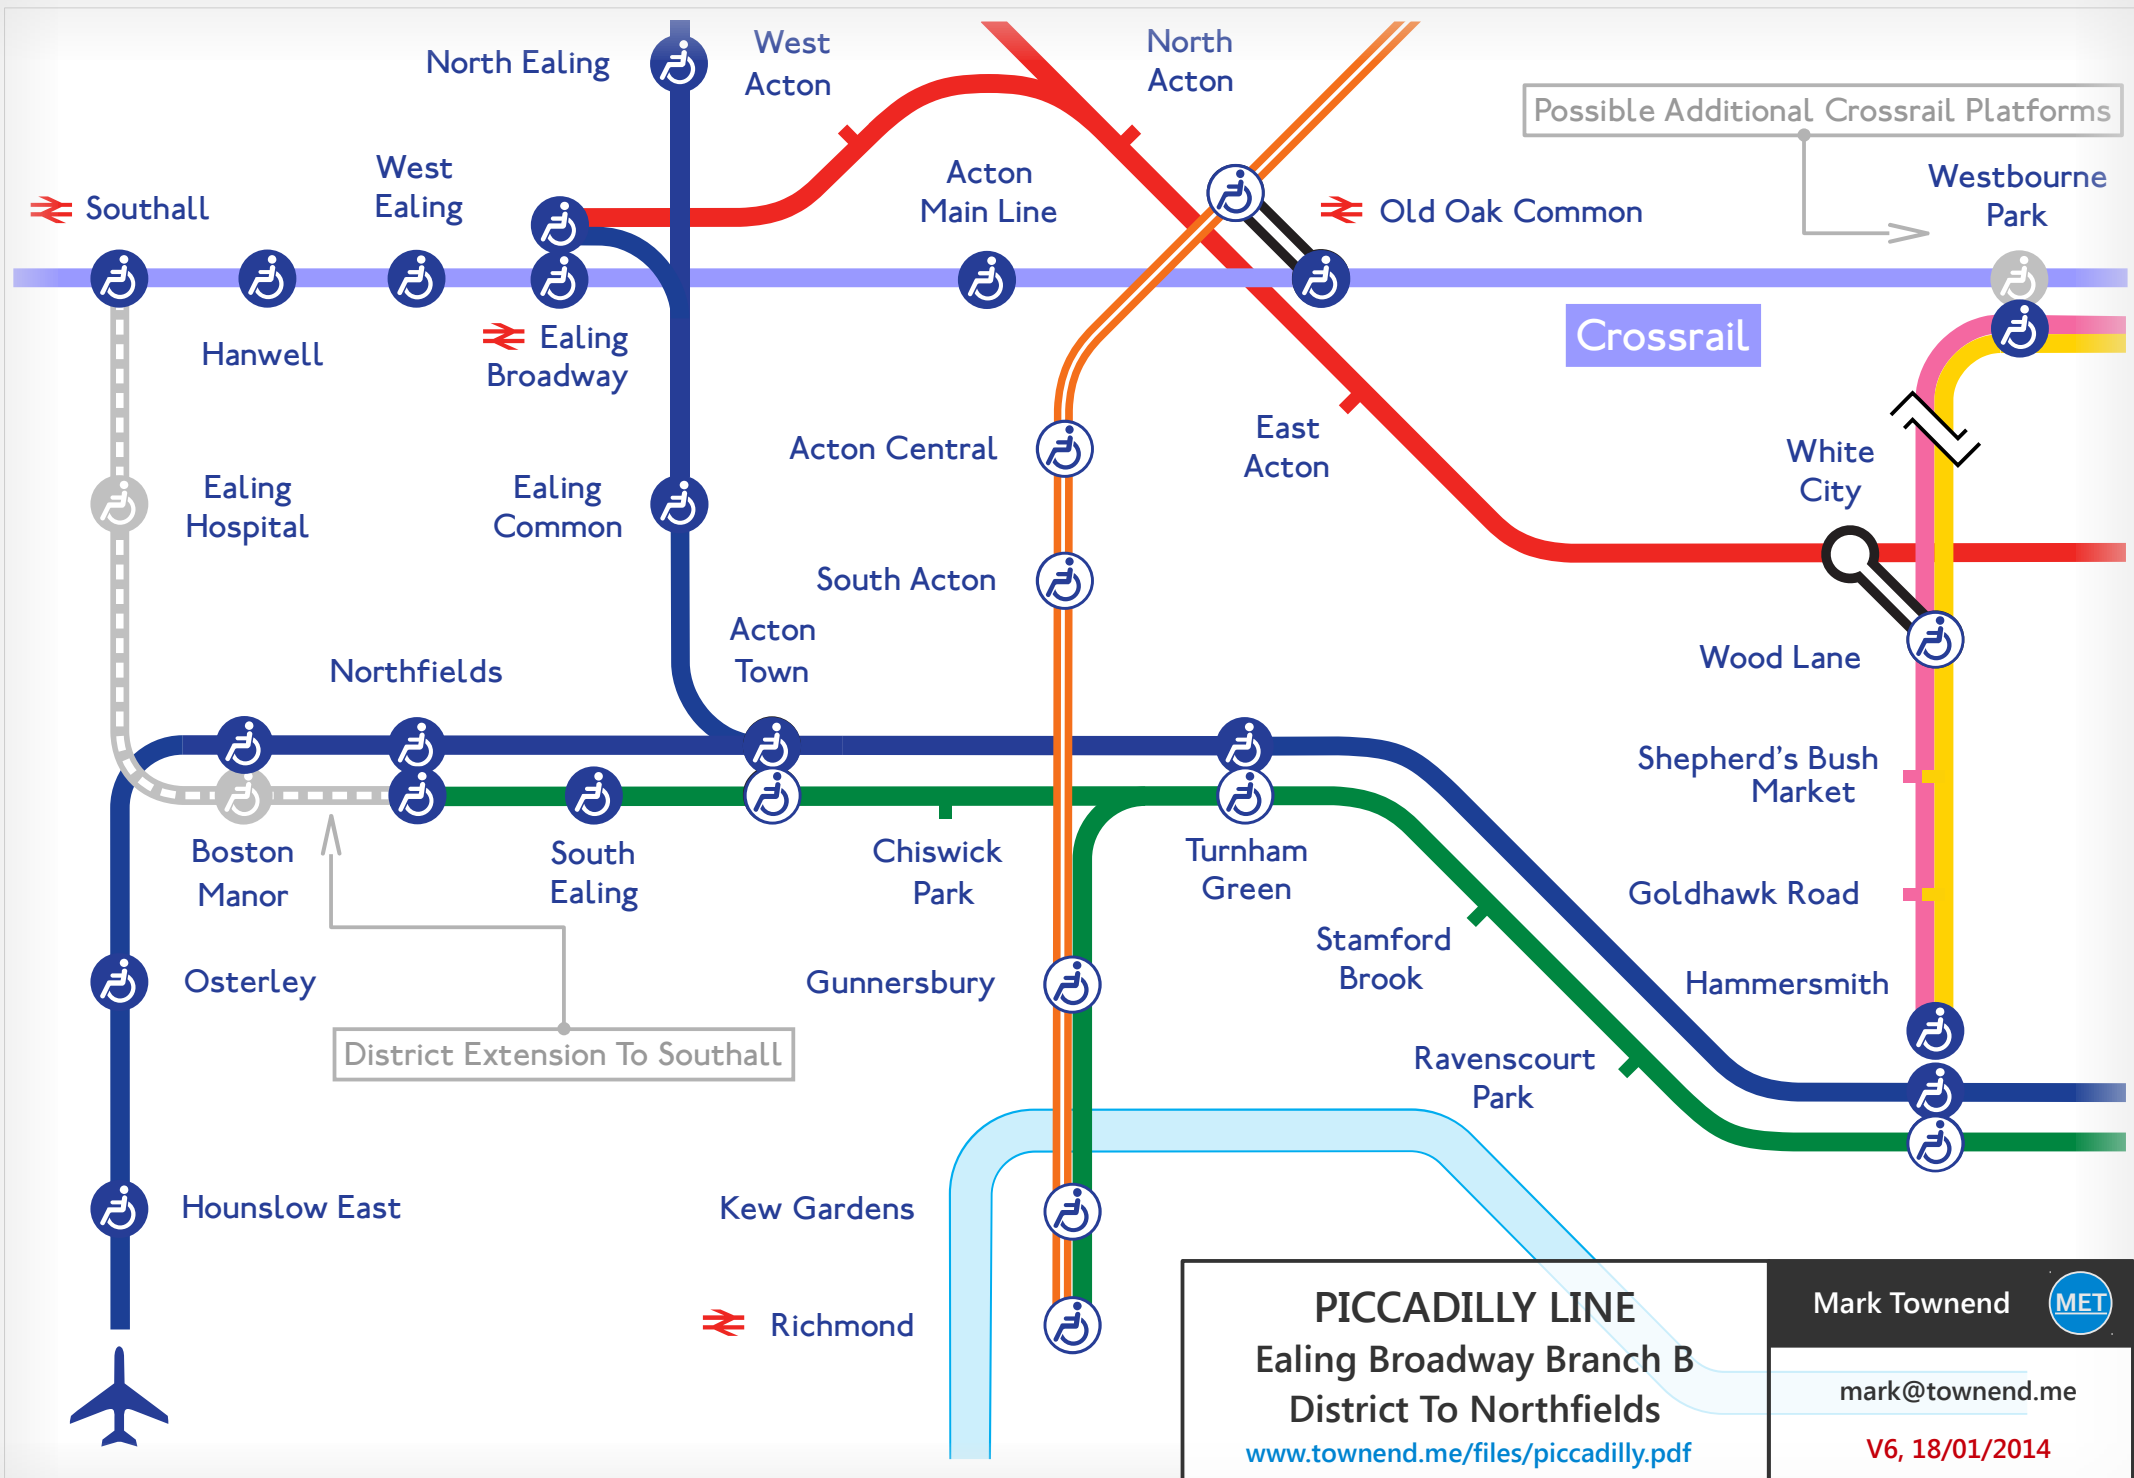 North Ealing
West
Acton
North
Acton
Possible Additional Crossrail Platforms
West
Ealing
Southall
Acton
Main Line
Old Oak Common
Westbourne
Park
Hanwell
Ealing
Broadway
Crossrail
Acton Central
East
Acton
White
City
Ealing
Hospital
Ealing
Common
South Acton
Acton
Town
Northfields
Wood Lane
Shepherd's Bush
Market
Boston
Manor
South
Ealing
Chiswick
Park
Turnham
Green
Goldhawk Road
Stamford
Brook
Osterley
Gunnersbury
Hammersmith
District Extension To Southall
Ravenscourt
Park
Hounslow East
Kew Gardens
Richmond
PICCADILLY LINE
Ealing Broadway Branch B
District To Northfields
www.townend.me/files/piccadilly.pdf
Mark Townend
MET
mark@townend.me
V6, 18/01/2014